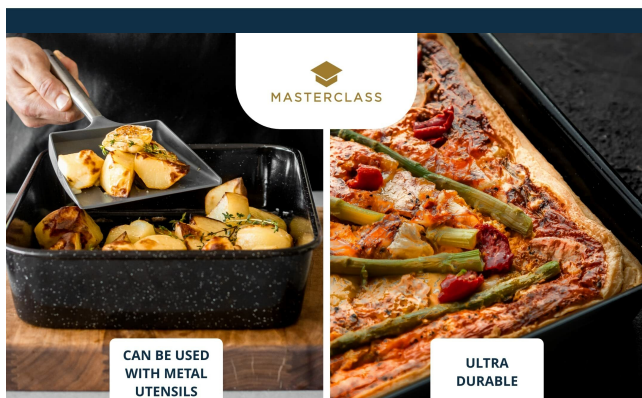 MASTERCLASS
CAN BE USED
WITH METAL
UTENSILS
ULTRA
DURABLE